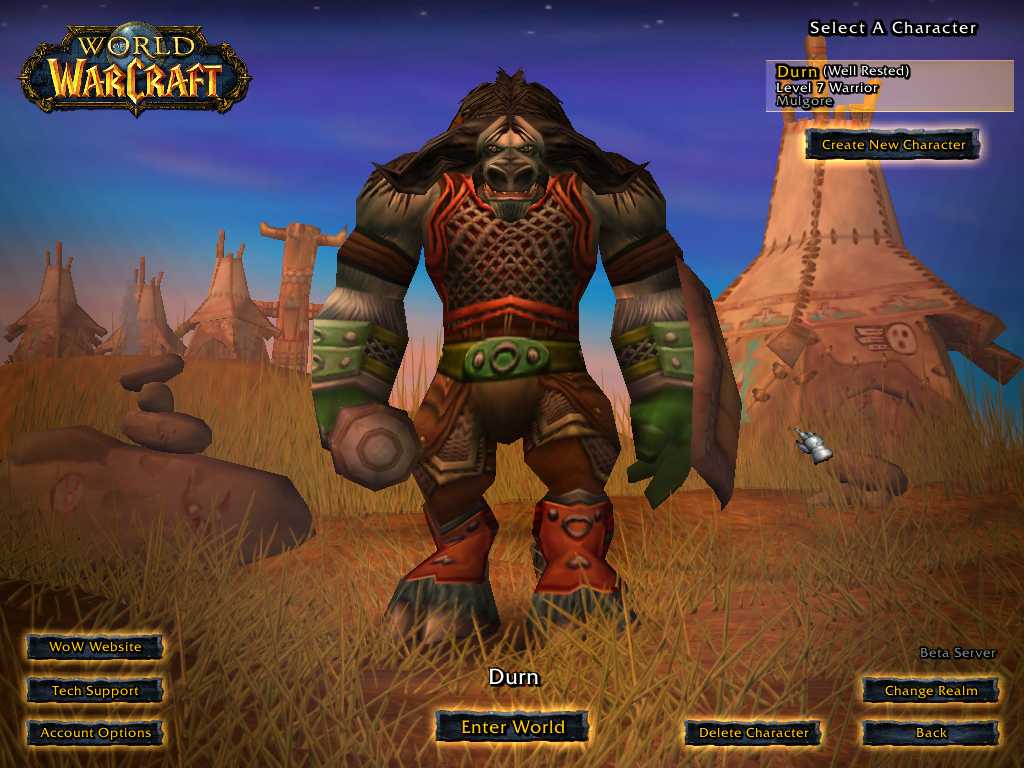 WORLD
OF
WARCRAFT
Select A Character
Durn (Well Rested)
Level 7 Warrior
Mulgore
Create New Character
WoW Website
Tech Support
Account Options
Durn
Enter World
Delete Character
Beta Server
Change Realm
Back